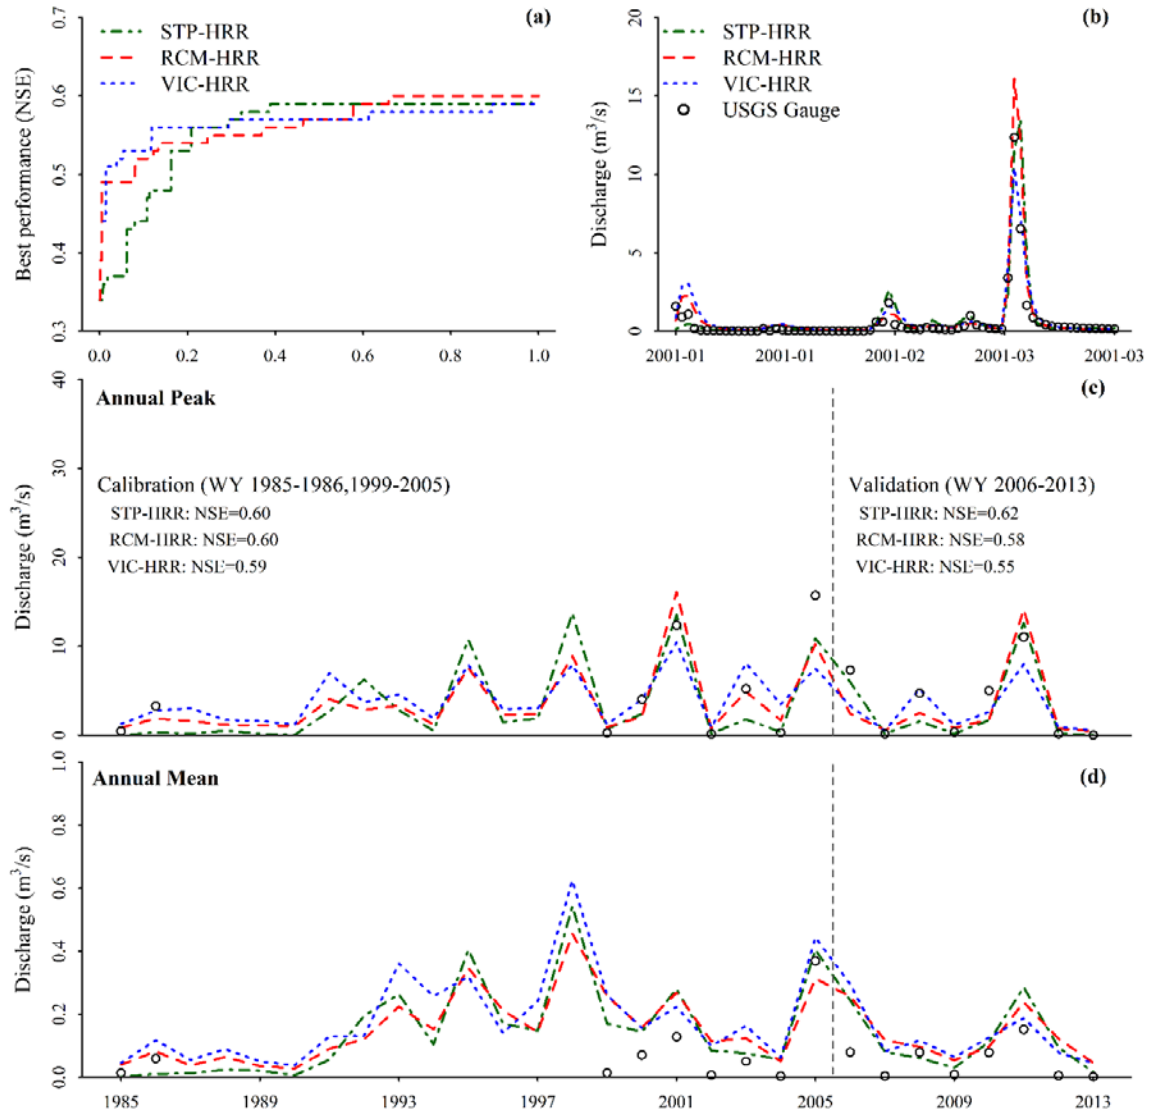 (a)
Best performance (NSE)
0.7
0.6
0.5
0.4
0.3
STP-HRR
RCM-HRR
VIC-HRR
0.0 0.2 0.4 0.6 0.8 1.0
(b)
Discharge (m³/s)
20
15
10
5
0
STP-HRR
RCM-HRR
VIC-HRR
USGS Gauge
2001-01 2001-01 2001-02 2001-03 2001-03
(c)
Annual Peak
Discharge (m³/s)
40
30
20
10
0
Calibration (WY 1985-1986,1999-2005)
STP-HRR: NSE=0.60
RCM-HRR: NSE=0.60
VIC-HRR: NSE=0.59
Validation (WY 2006-2013)
STP-HRR: NSE=0.62
RCM-HRR: NSE=0.58
VIC-HRR: NSE=0.55
(d)
Annual Mean
Discharge (m³/s)
1.0
0.8
0.6
0.4
0.2
0.0
1985 1989 1993 1997 2001 2005 2009 2013